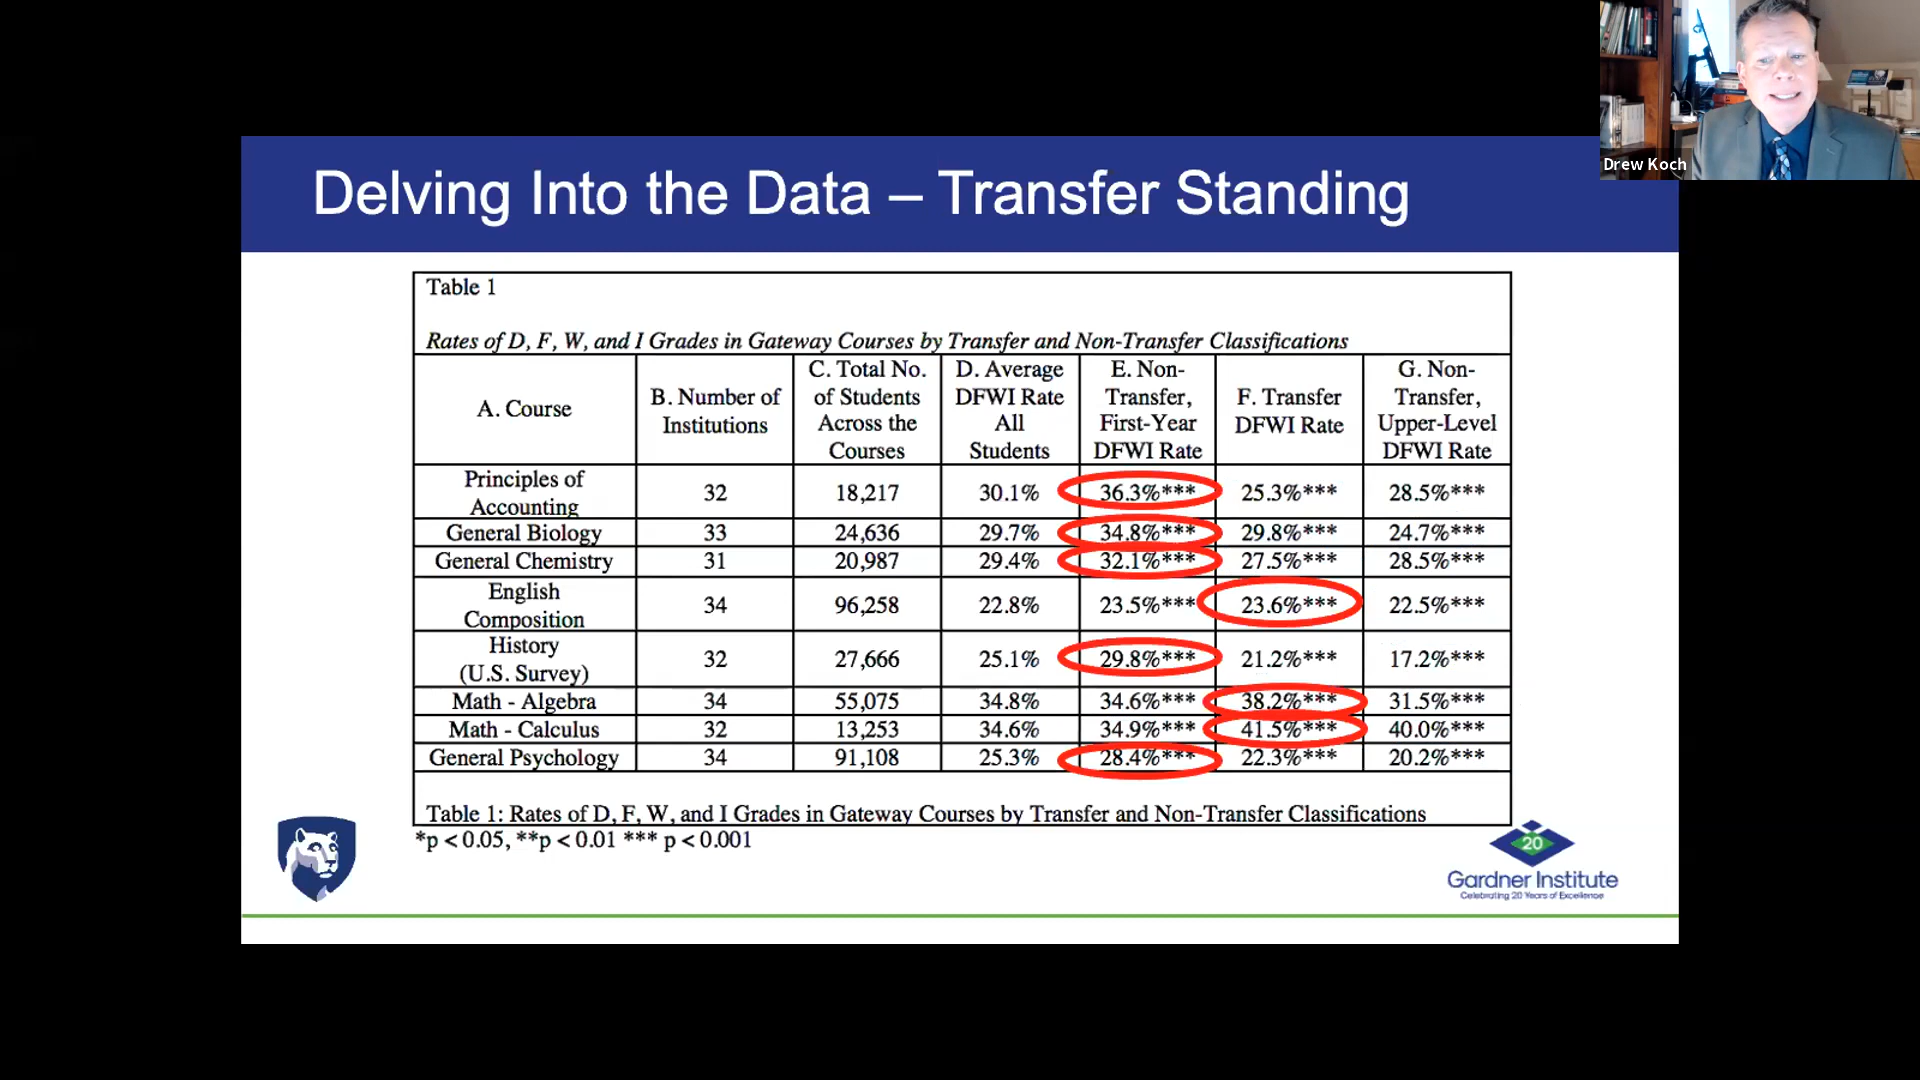 Drew Koch
Delving Into the Data – Transfer Standing
Table 1
Rates of D, F, W, and I Grades in Gateway Courses by Transfer and Non-Transfer Classifications
A. Course
B. Number of
Institutions
C. Total No.
of Students
Across the
Courses
D. Average
DFWI Rate
All
Students
E. Non-
Transfer,
First-Year
DFWI Rate
F. Transfer
DFWI Rate
G. Non-
Transfer,
Upper-Level
DFWI Rate
Principles of
Accounting
32 18,217 30.1% 36.3%*** 25.3%*** 28.5%***
General Biology 33 24,636 29.7% 34.8%*** 29.8%*** 24.7%***
General Chemistry 31 20,987 29.4% 32.1%*** 27.5%*** 28.5%***
English
Composition
34 96,258 22.8% 23.5%*** 23.6%*** 22.5%***
History
(U.S. Survey)
32 27,666 25.1% 29.8%*** 21.2%*** 17.2%***
Math - Algebra 34 55,075 34.8% 34.6%*** 38.2%*** 31.5%***
Math - Calculus 32 13,253 34.6% 34.9%*** 41.5%*** 40.0%***
General Psychology 34 91,108 25.3% 28.4%*** 22.3%*** 20.2%***
Table 1: Rates of D, F, W, and I Grades in Gateway Courses by Transfer and Non-Transfer Classifications
*p < 0.05, **p < 0.01 *** p < 0.001
20
Gardner Institute
Celebrating 20 Years of Excellence